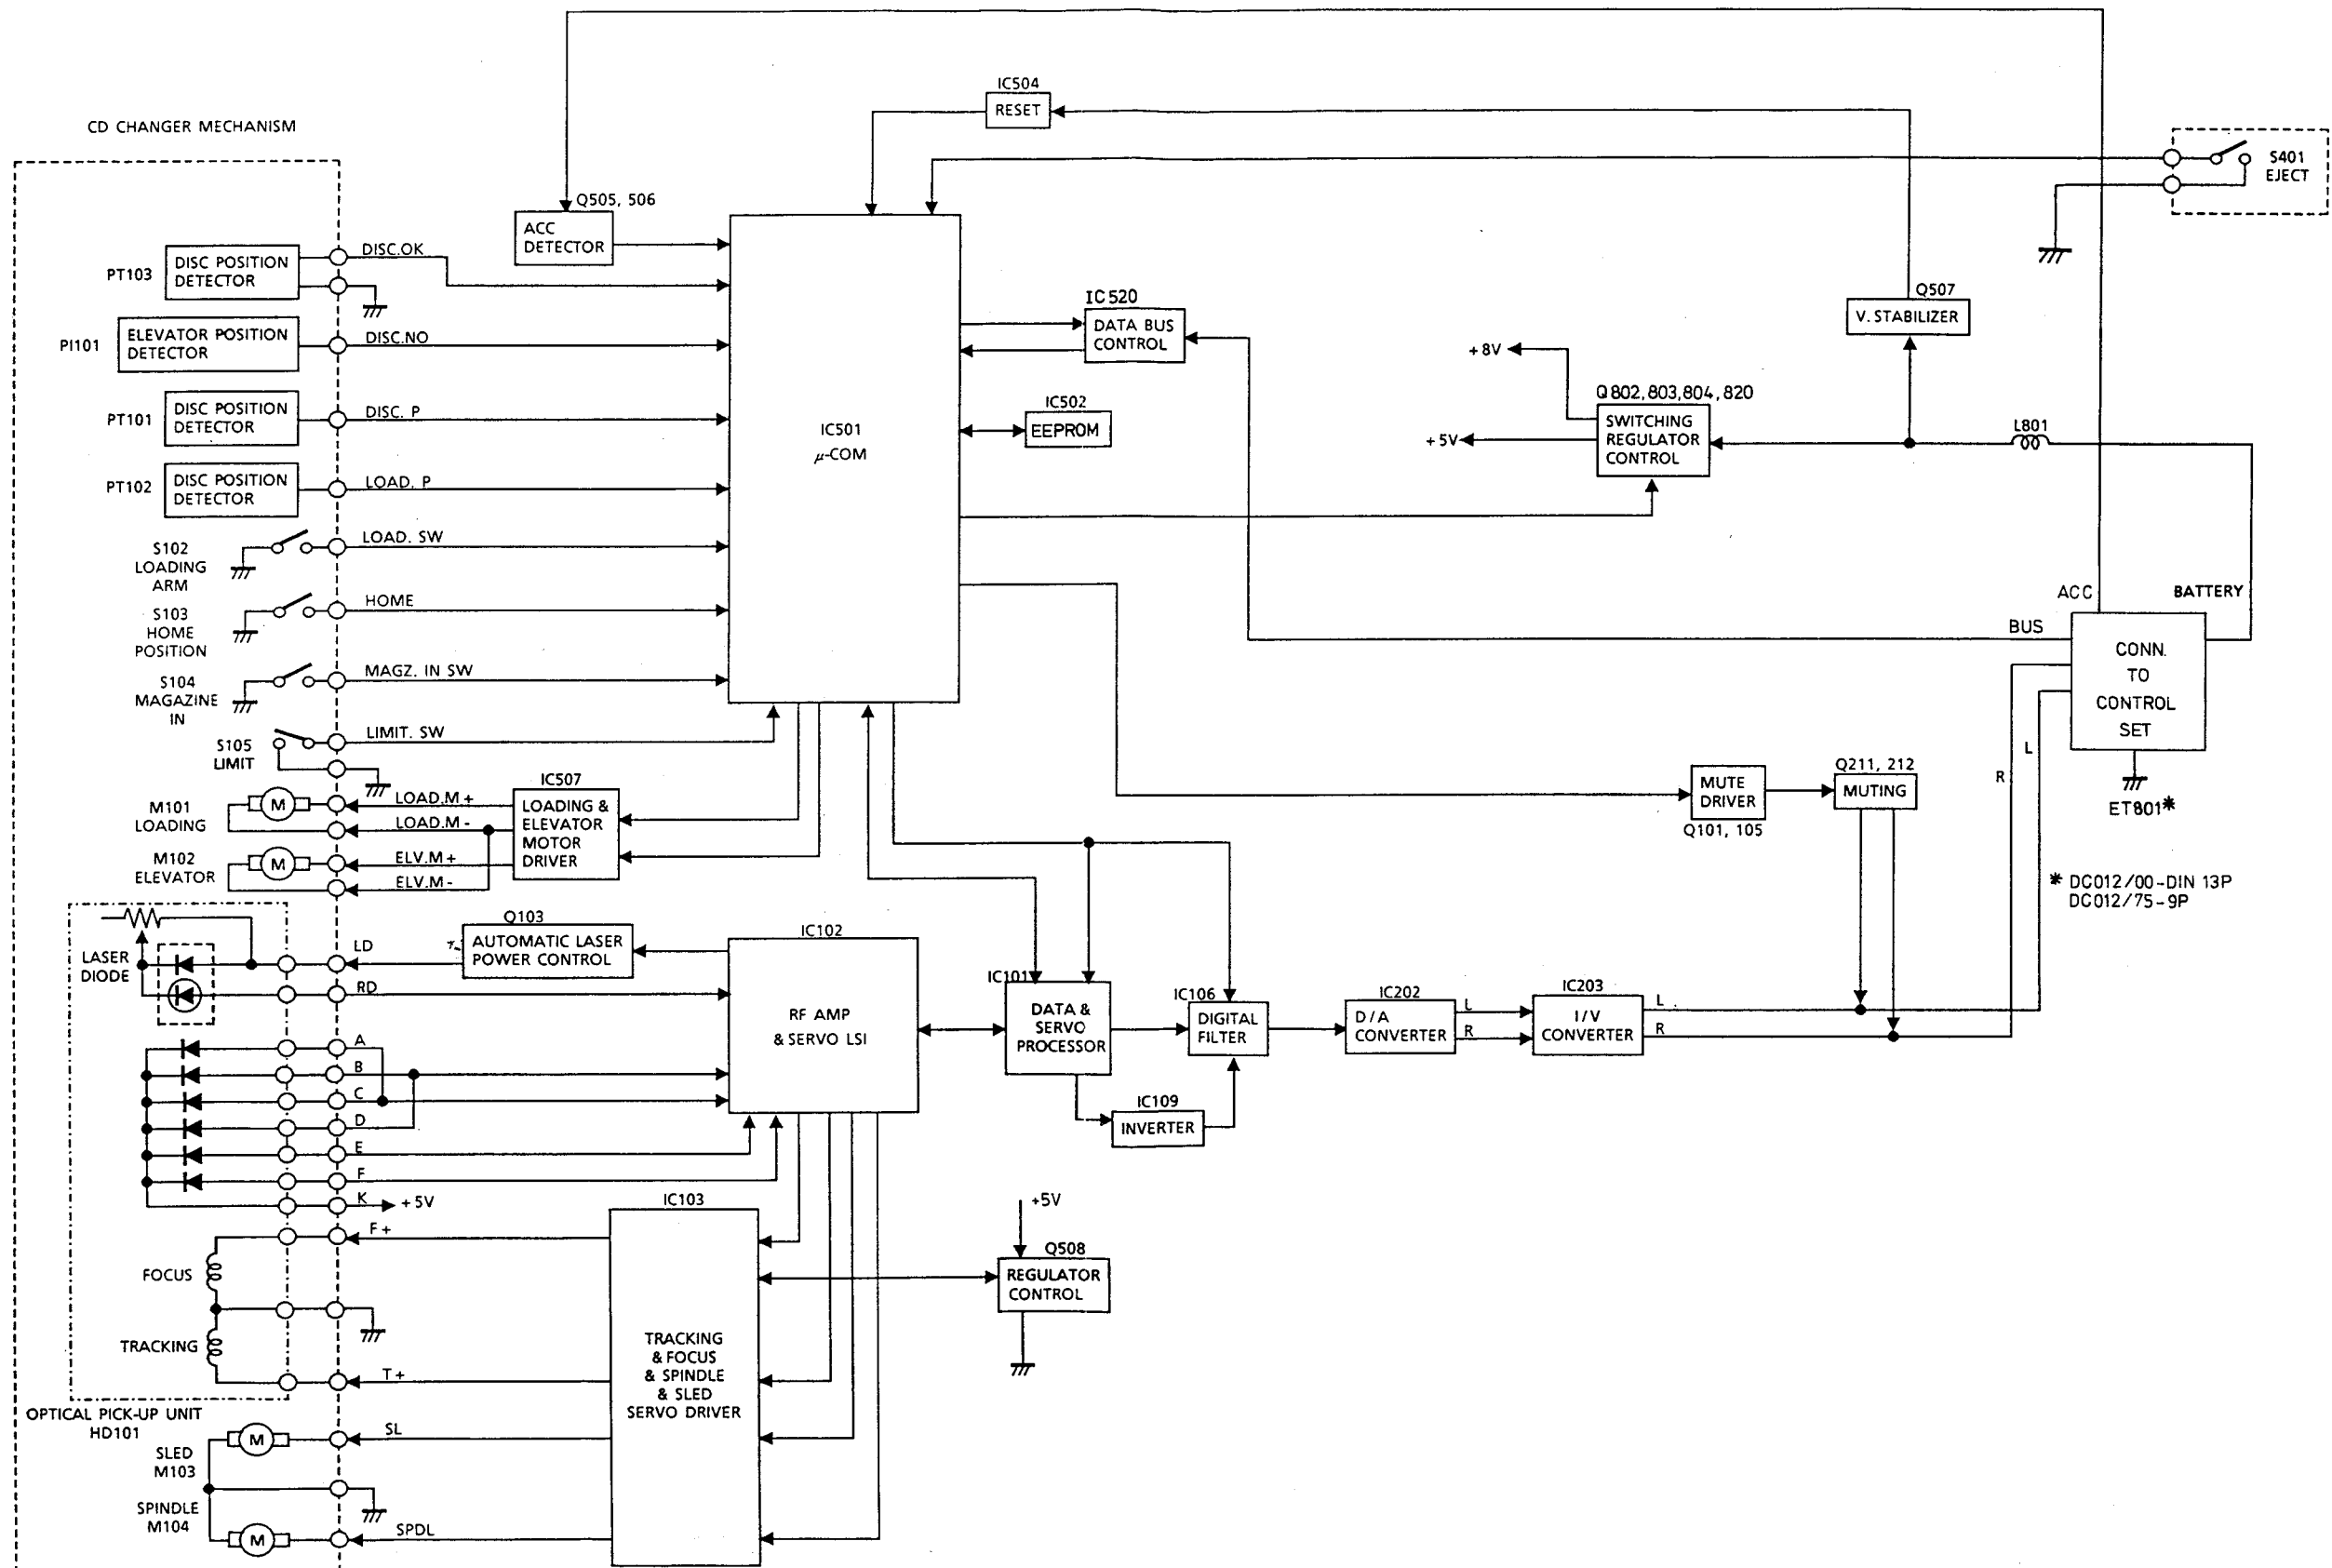 IC504
RESET
CD CHANGER MECHANISM
S401
EJECT
Q505, 506
ACC
DETECTOR
PT103
DISC POSITION
DETECTOR
DISC.OK
PI101
ELEVATOR POSITION
DETECTOR
DISC.NO
PT101
DISC POSITION
DETECTOR
DISC. P
PT102
DISC POSITION
DETECTOR
LOAD. P
S102
LOADING
ARM
LOAD. SW
S103
HOME
POSITION
HOME
S104
MAGAZINE
IN
MAGZ. IN SW
S105
LIMIT
LIMIT. SW
IC501
μ-COM
IC520
DATA BUS
CONTROL
IC502
EEPROM
Q507
V. STABILIZER
+8V
+5V
Q802,803,804,820
SWITCHING
REGULATOR
CONTROL
L801
ACC
BATTERY
BUS
CONN.
TO
CONTROL
SET
L
R
ET801*
* DC012/00-DIN 13P
DC012/75-9P
MUTE
DRIVER
Q101, 105
Q211, 212
MUTING
M101
LOADING
LOAD.M+
LOAD.M-
M102
ELEVATOR
ELV.M+
ELV.M-
M
M
IC507
LOADING &
ELEVATOR
MOTOR
DRIVER
LASER
DIODE
LD
RD
Q103
AUTOMATIC LASER
POWER CONTROL
IC102
RF AMP
& SERVO LSI
A
B
C
D
E
F
K
+5V
IC101
DATA &
SERVO
PROCESSOR
IC106
DIGITAL
FILTER
IC109
INVERTER
IC202
D/A
CONVERTER
L
R
IC203
I/V
CONVERTER
L
R
F+
FOCUS
TRACKING
T+
OPTICAL PICK-UP UNIT
HD101
SLED
M103
M
SL
SPINDLE
M104
M
SPDL
IC103
TRACKING
& FOCUS
& SPINDLE
& SLED
SERVO DRIVER
+5V
Q508
REGULATOR
CONTROL